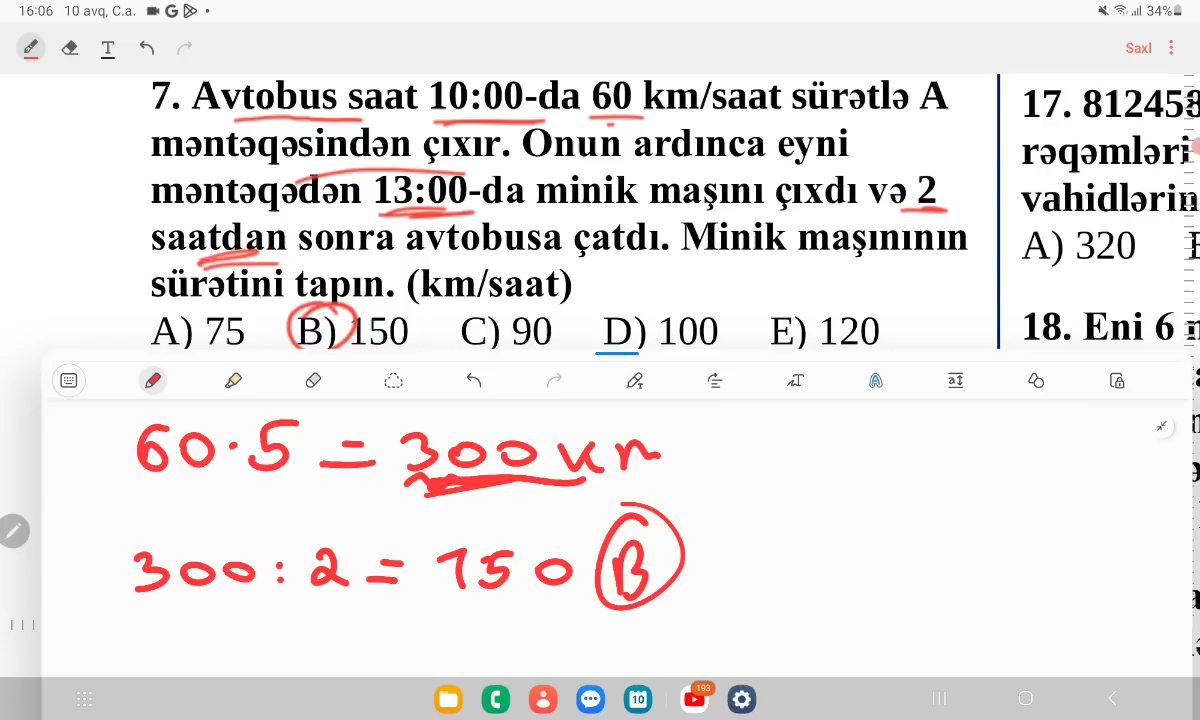 16:06 10 avq, C.a. 34%
T Saxl
7. Avtobus saat 10:00-da 60 km/saat sürətlə A
məntəqəsindən çıxır. Onun ardınca eyni
məntəqədən 13:00-da minik maşını çıxdı və 2
saatdan sonra avtobusa çatdı. Minik maşınının
sürətini tapın. (km/saat)
A) 75 B) 150 C) 90 D) 100 E) 120
17. 812458
rəqəmləri
vahidlərin
A) 320
18. Eni 6
60·5=300 km
300:2=150 B
10
193